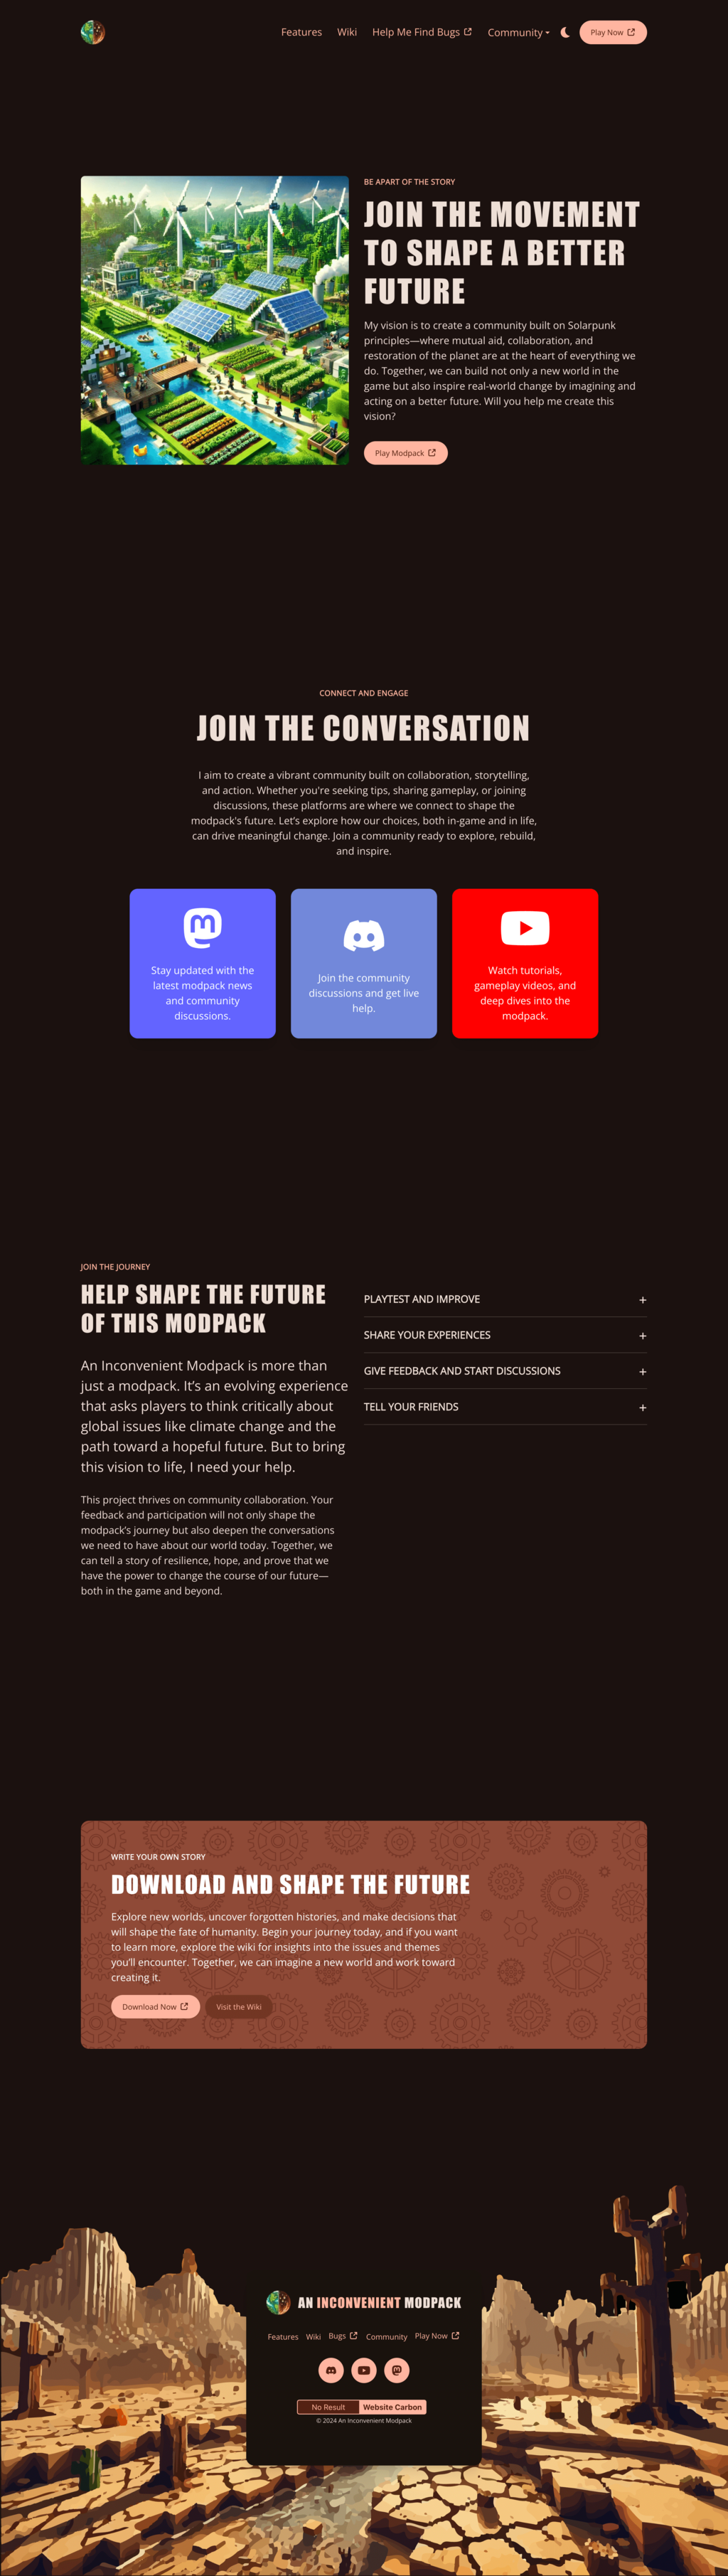 Features Wiki Help Me Find Bugs Community Play Now
BE APART OF THE STORY
JOIN THE MOVEMENT
TO SHAPE A BETTER
FUTURE
My vision is to create a community built on Solarpunk
principles—where mutual aid, collaboration, and
restoration of the planet are at the heart of everything we
do. Together, we can build not only a new world in the
game but also inspire real-world change by imagining and
acting on a better future. Will you help me create this
vision?
Play Modpack
CONNECT AND ENGAGE
JOIN THE CONVERSATION
I aim to create a vibrant community built on collaboration, storytelling,
and action. Whether you're seeking tips, sharing gameplay, or joining
discussions, these platforms are where we connect to shape the
modpack's future. Let’s explore how our choices, both in-game and in life,
can drive meaningful change. Join a community ready to explore, rebuild,
and inspire.
Stay updated with the
latest modpack news
and community
discussions.
Join the community
discussions and get live
help.
Watch tutorials,
gameplay videos, and
deep dives into the
modpack.
JOIN THE JOURNEY
HELP SHAPE THE FUTURE
OF THIS MODPACK
An Inconvenient Modpack is more than
just a modpack. It’s an evolving experience
that asks players to think critically about
global issues like climate change and the
path toward a hopeful future. But to bring
this vision to life, I need your help.
This project thrives on community collaboration. Your
feedback and participation will not only shape the
modpack’s journey but also deepen the conversations
we need to have about our world today. Together, we
can tell a story of resilience, hope, and prove that we
have the power to change the course of our future—
both in the game and beyond.
PLAYTEST AND IMPROVE +
SHARE YOUR EXPERIENCES +
GIVE FEEDBACK AND START DISCUSSIONS +
TELL YOUR FRIENDS +
WRITE YOUR OWN STORY
DOWNLOAD AND SHAPE THE FUTURE
Explore new worlds, uncover forgotten histories, and make decisions that
will shape the fate of humanity. Begin your journey today, and if you want
to learn more, explore the wiki for insights into the issues and themes
you’ll encounter. Together, we can imagine a new world and work toward
creating it.
Download Now Visit the Wiki
AN INCONVENIENT MODPACK
Features Wiki Bugs Community Play Now
No Result Website Carbon
© 2024 An Inconvenient Modpack